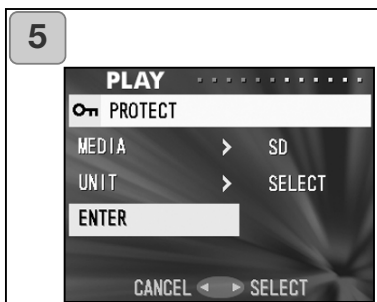 5
PLAY
PROTECT
MEDIA > SD
UNIT > SELECT
ENTER
CANCEL ◄ ► SELECT